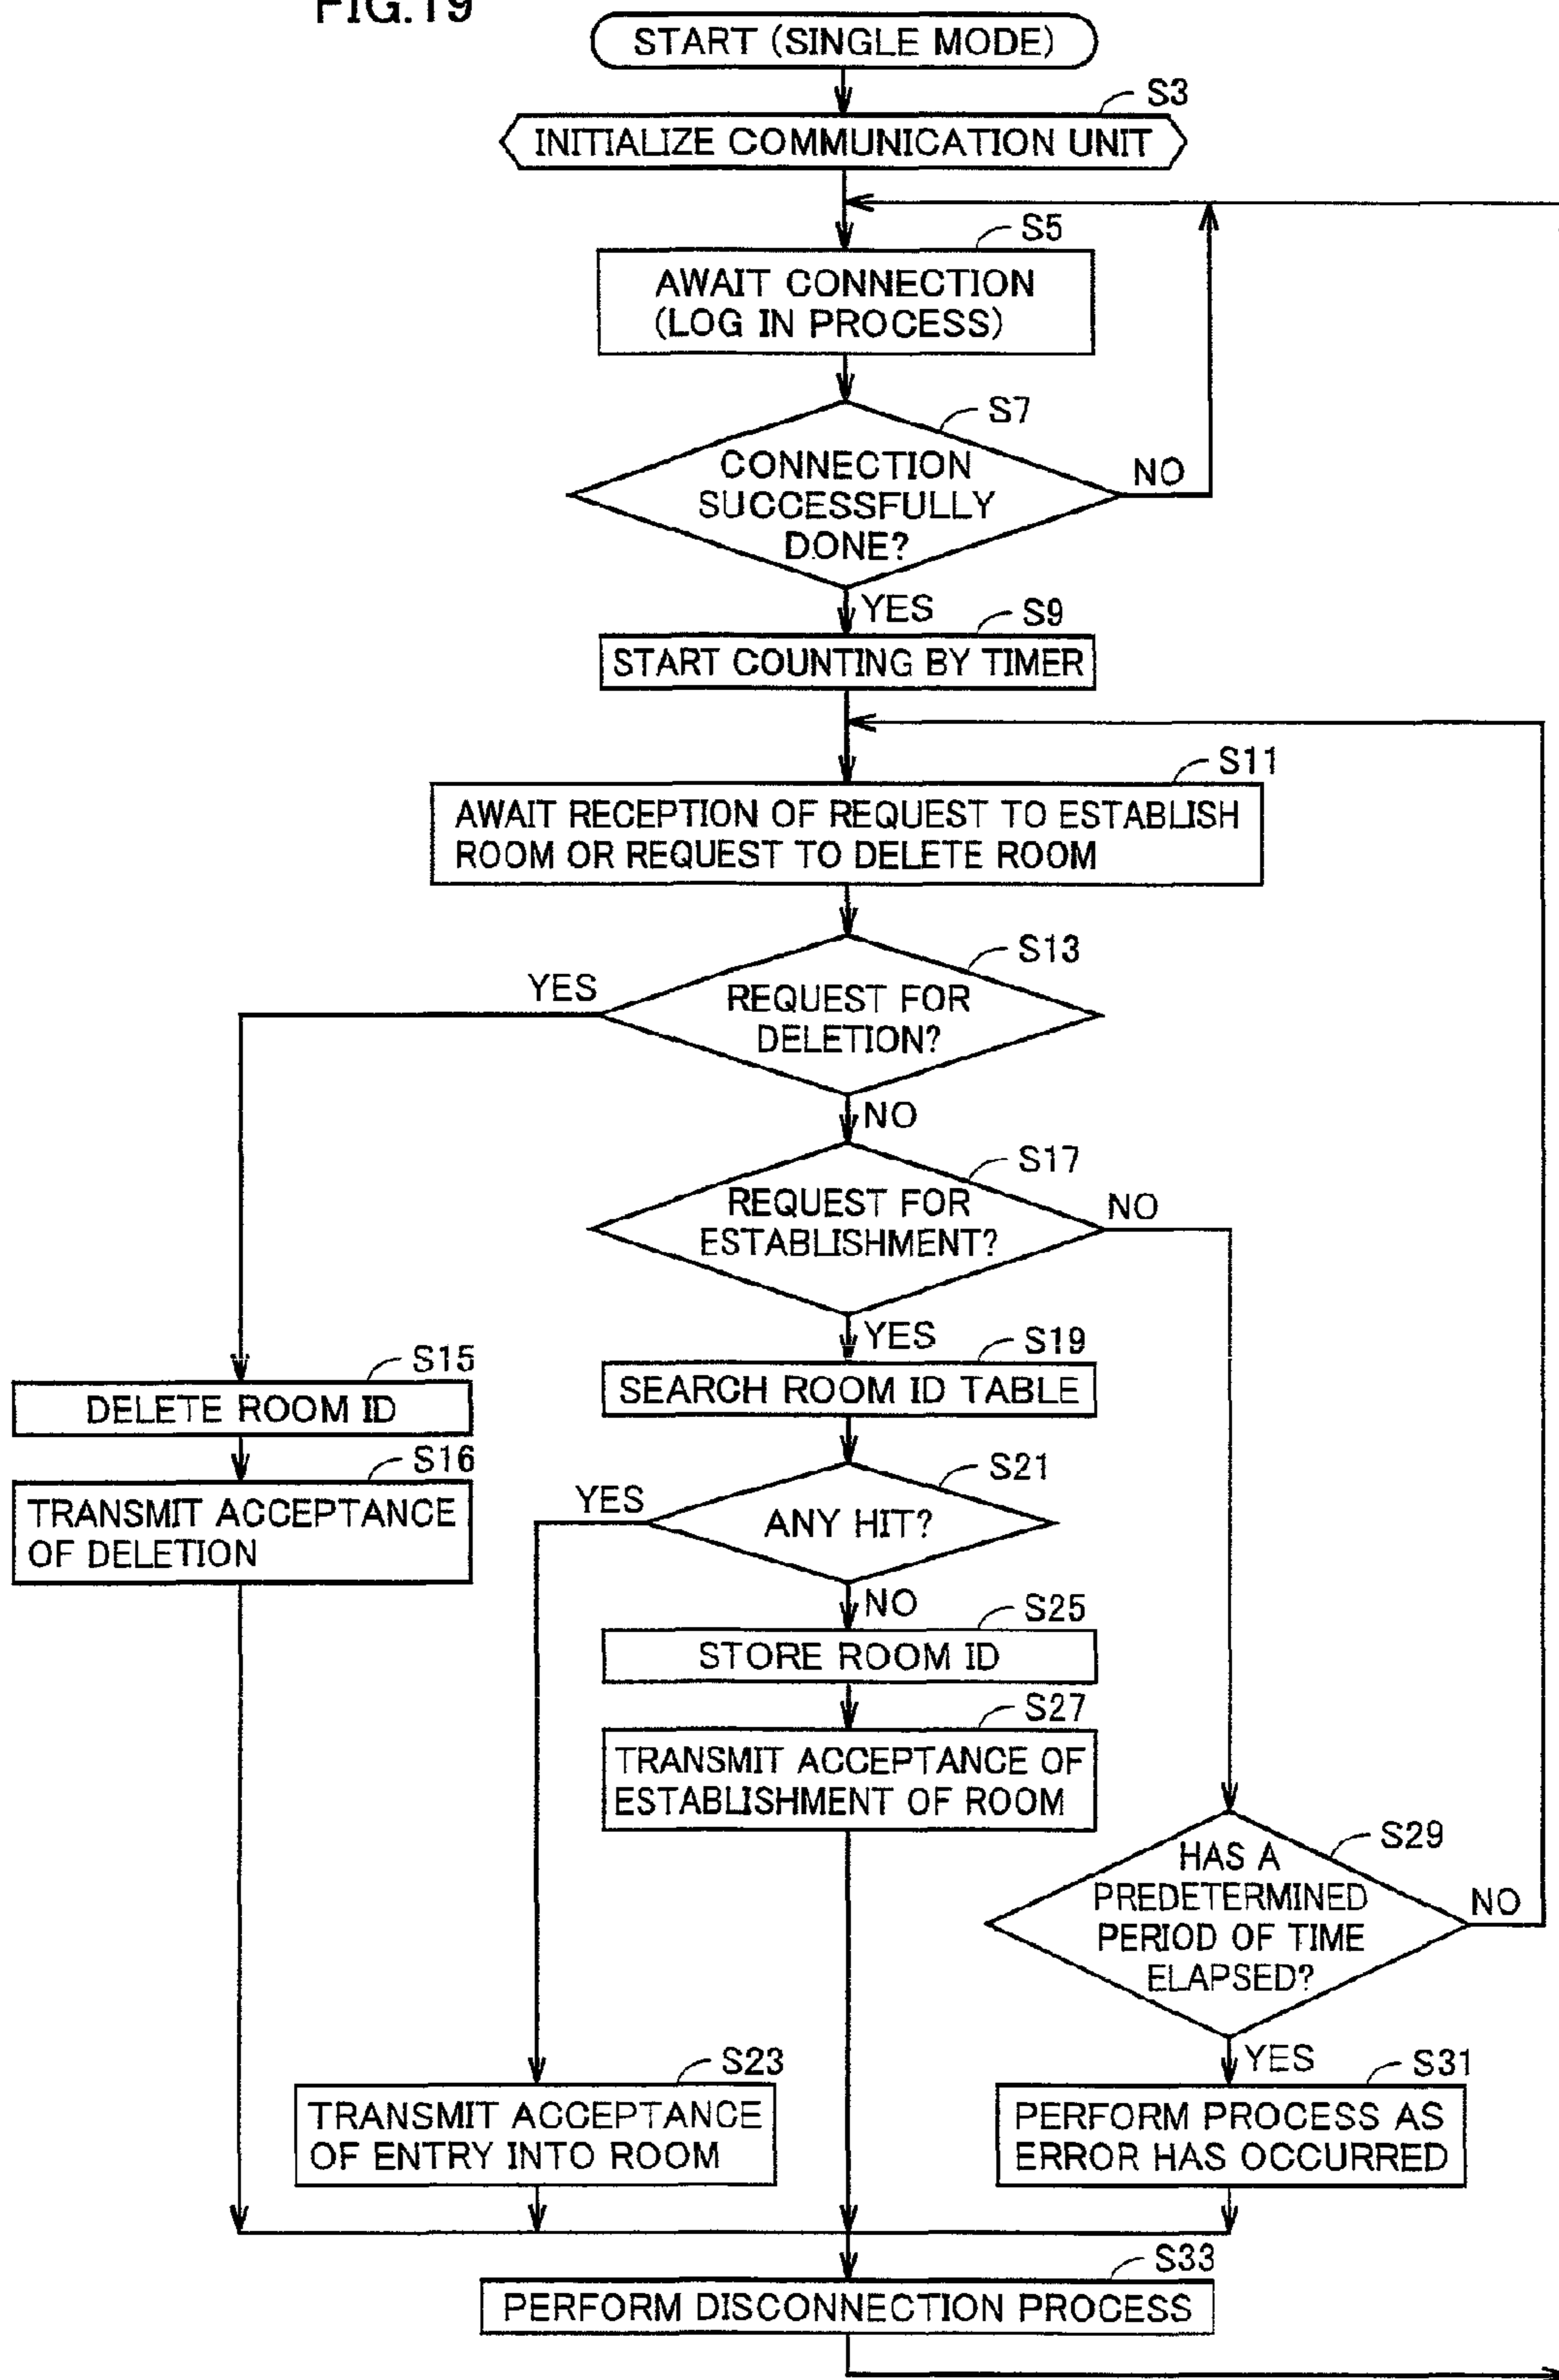 FIG.19
START (SINGLE MODE)
S3
INITIALIZE COMMUNICATION UNIT
S5
AWAIT CONNECTION
(LOG IN PROCESS)
S7
CONNECTION
SUCCESSFULLY
DONE?
NO
YES
S9
START COUNTING BY TIMER
S11
AWAIT RECEPTION OF REQUEST TO ESTABLISH
ROOM OR REQUEST TO DELETE ROOM
S13
YES
REQUEST FOR
DELETION?
NO
S17
REQUEST FOR
ESTABLISHMENT?
NO
YES
S19
SEARCH ROOM ID TABLE
S15
DELETE ROOM ID
S16
TRANSMIT ACCEPTANCE
OF DELETION
S21
YES
ANY HIT?
NO
S25
STORE ROOM ID
S27
TRANSMIT ACCEPTANCE OF
ESTABLISHMENT OF ROOM
S29
HAS A
PREDETERMINED
PERIOD OF TIME
ELAPSED?
NO
YES
S23
TRANSMIT ACCEPTANCE
OF ENTRY INTO ROOM
S31
PERFORM PROCESS AS
ERROR HAS OCCURRED
S33
PERFORM DISCONNECTION PROCESS